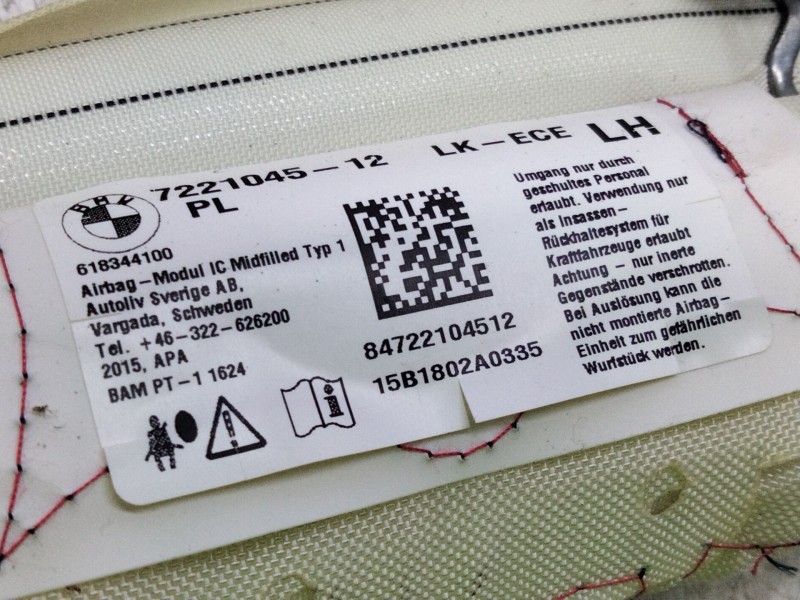 BMW
7221045-12
PL
LK-ECE
LH
618344100
Airbag-Modul IC Midfilled Typ 1
Autoliv Sverige AB,
Vargada, Schweden
Tel. +46-322-626200
2015, APA
BAM PT-1 1624
84722104512
15B1802A0335
Umgang nur durch
geschultes Personal
erlaubt. Verwendung nur
als Insassen-
Rückhaltesystem für
Kraftfahrzeuge erlaubt
Achtung - nur inerte
Gegenstände verschrotten.
Bei Auslösung kann die
nicht montierte Airbag-
Einheit zum gefährlichen
Wurfstück werden.